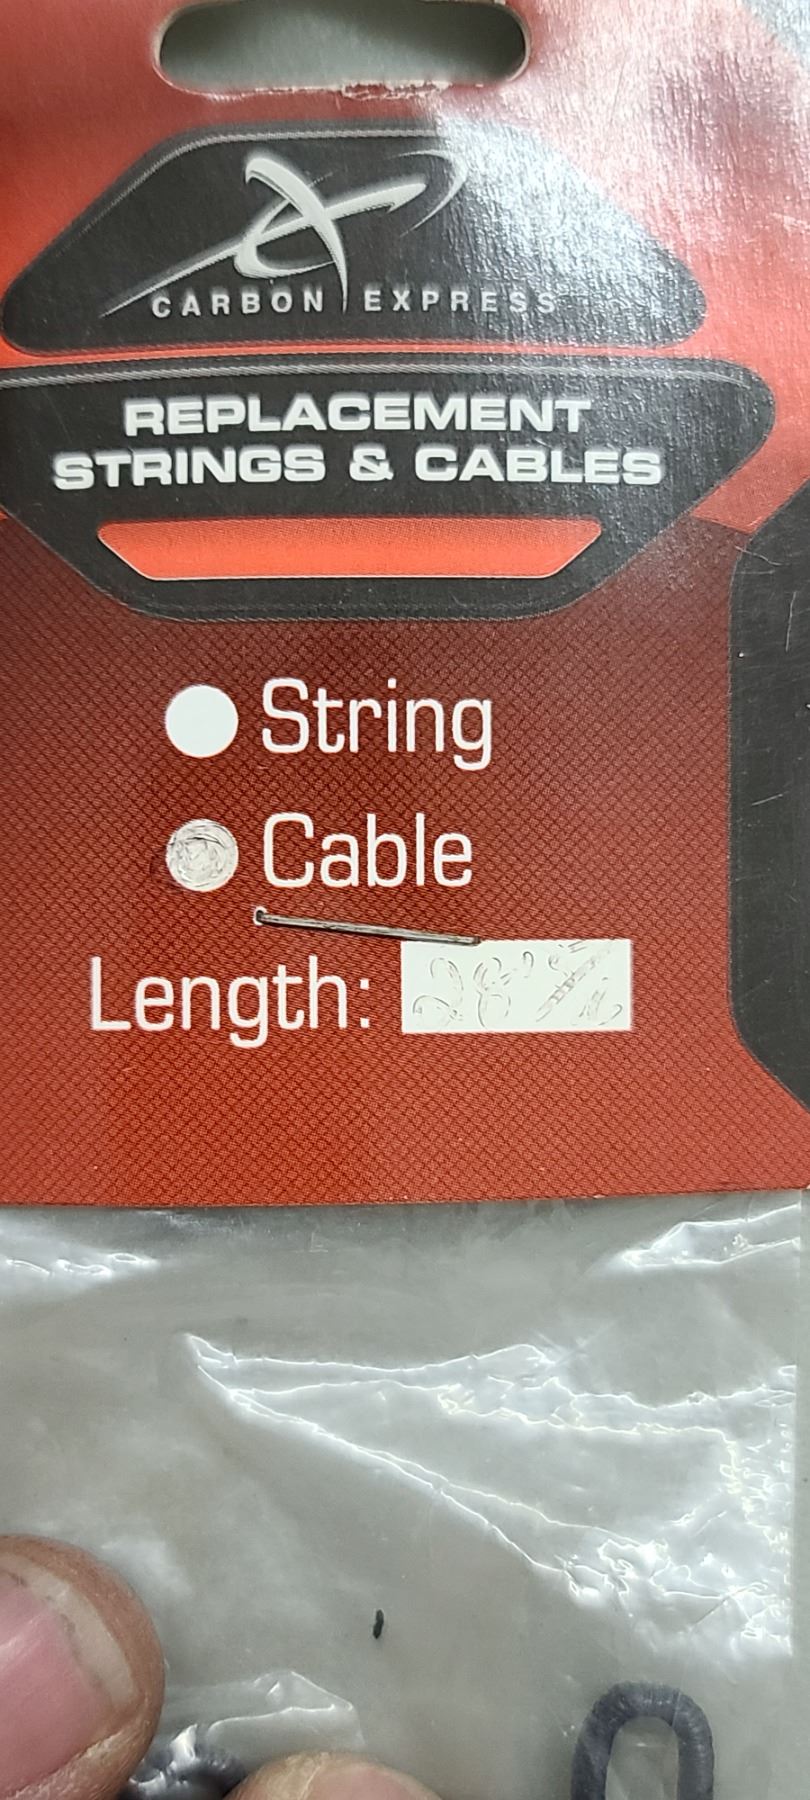 CARBON EXPRESS
REPLACEMENT
STRINGS & CABLES
String
Cable
Length: